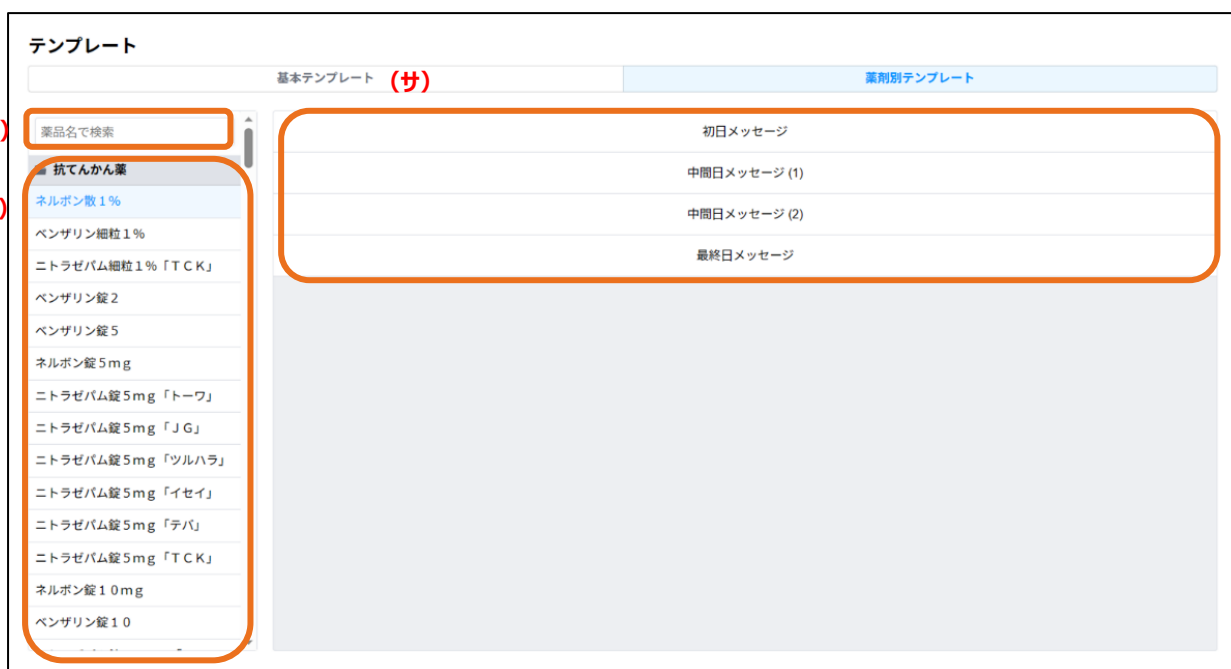 テンプレート
基本テンプレート (サ) 薬剤別テンプレート
薬品名で検索
抗てんかん薬
ネルボン散1%
ベンザリン細粒1%
ニトラゼパム細粒1%「TCK」
ベンザリン錠2
ベンザリン錠5
ネルボン錠5mg
ニトラゼパム錠5mg「トーワ」
ニトラゼパム錠5mg「JG」
ニトラゼパム錠5mg「ツルハラ」
ニトラゼパム錠5mg「イセイ」
ニトラゼパム錠5mg「テバ」
ニトラゼパム錠5mg「TCK」
ネルボン錠10mg
ベンザリン錠10
初日メッセージ
中間日メッセージ (1)
中間日メッセージ (2)
最終日メッセージ